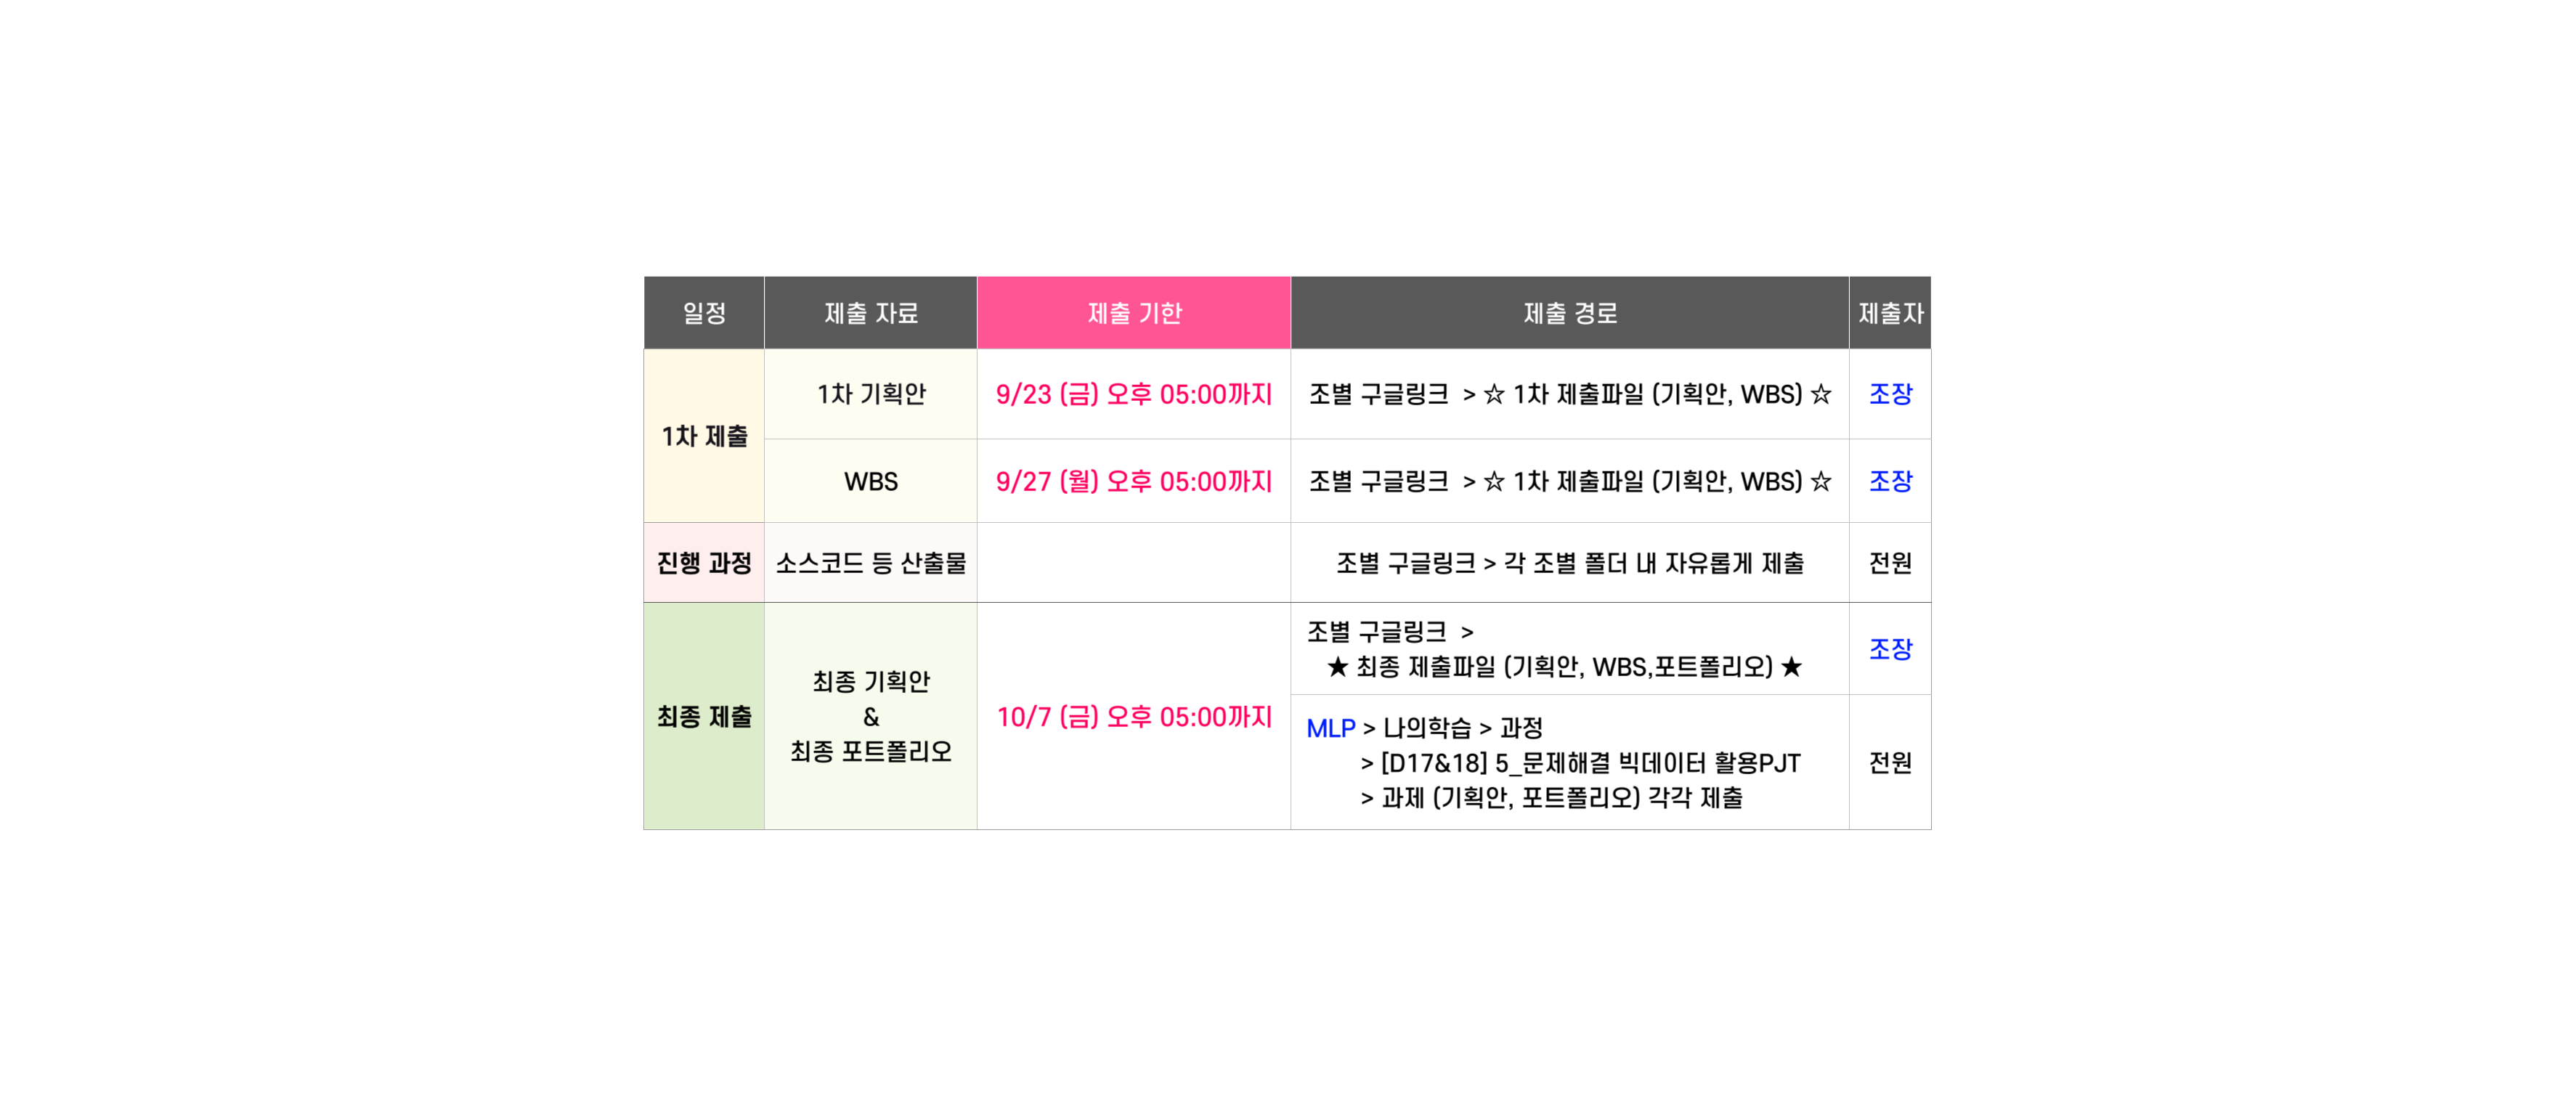 일정
제출 자료
제출 기한
제출 경로
제출자
1차 제출
1차 기획안
9/23 (금) 오후 05:00까지
조별 구글링크 > ☆ 1차 제출파일 (기획안, WBS) ☆
조장
WBS
9/27 (월) 오후 05:00까지
조별 구글링크 > ☆ 1차 제출파일 (기획안, WBS) ☆
조장
진행 과정
소스코드 등 산출물
조별 구글링크 > 각 조별 폴더 내 자유롭게 제출
전원
최종 제출
최종 기획안
&
최종 포트폴리오
10/7 (금) 오후 05:00까지
조별 구글링크 >
★ 최종 제출파일 (기획안, WBS,포트폴리오) ★
조장
MLP > 나의학습 > 과정
> [D17&18] 5_문제해결 빅데이터 활용PJT
> 과제 (기획안, 포트폴리오) 각각 제출
전원